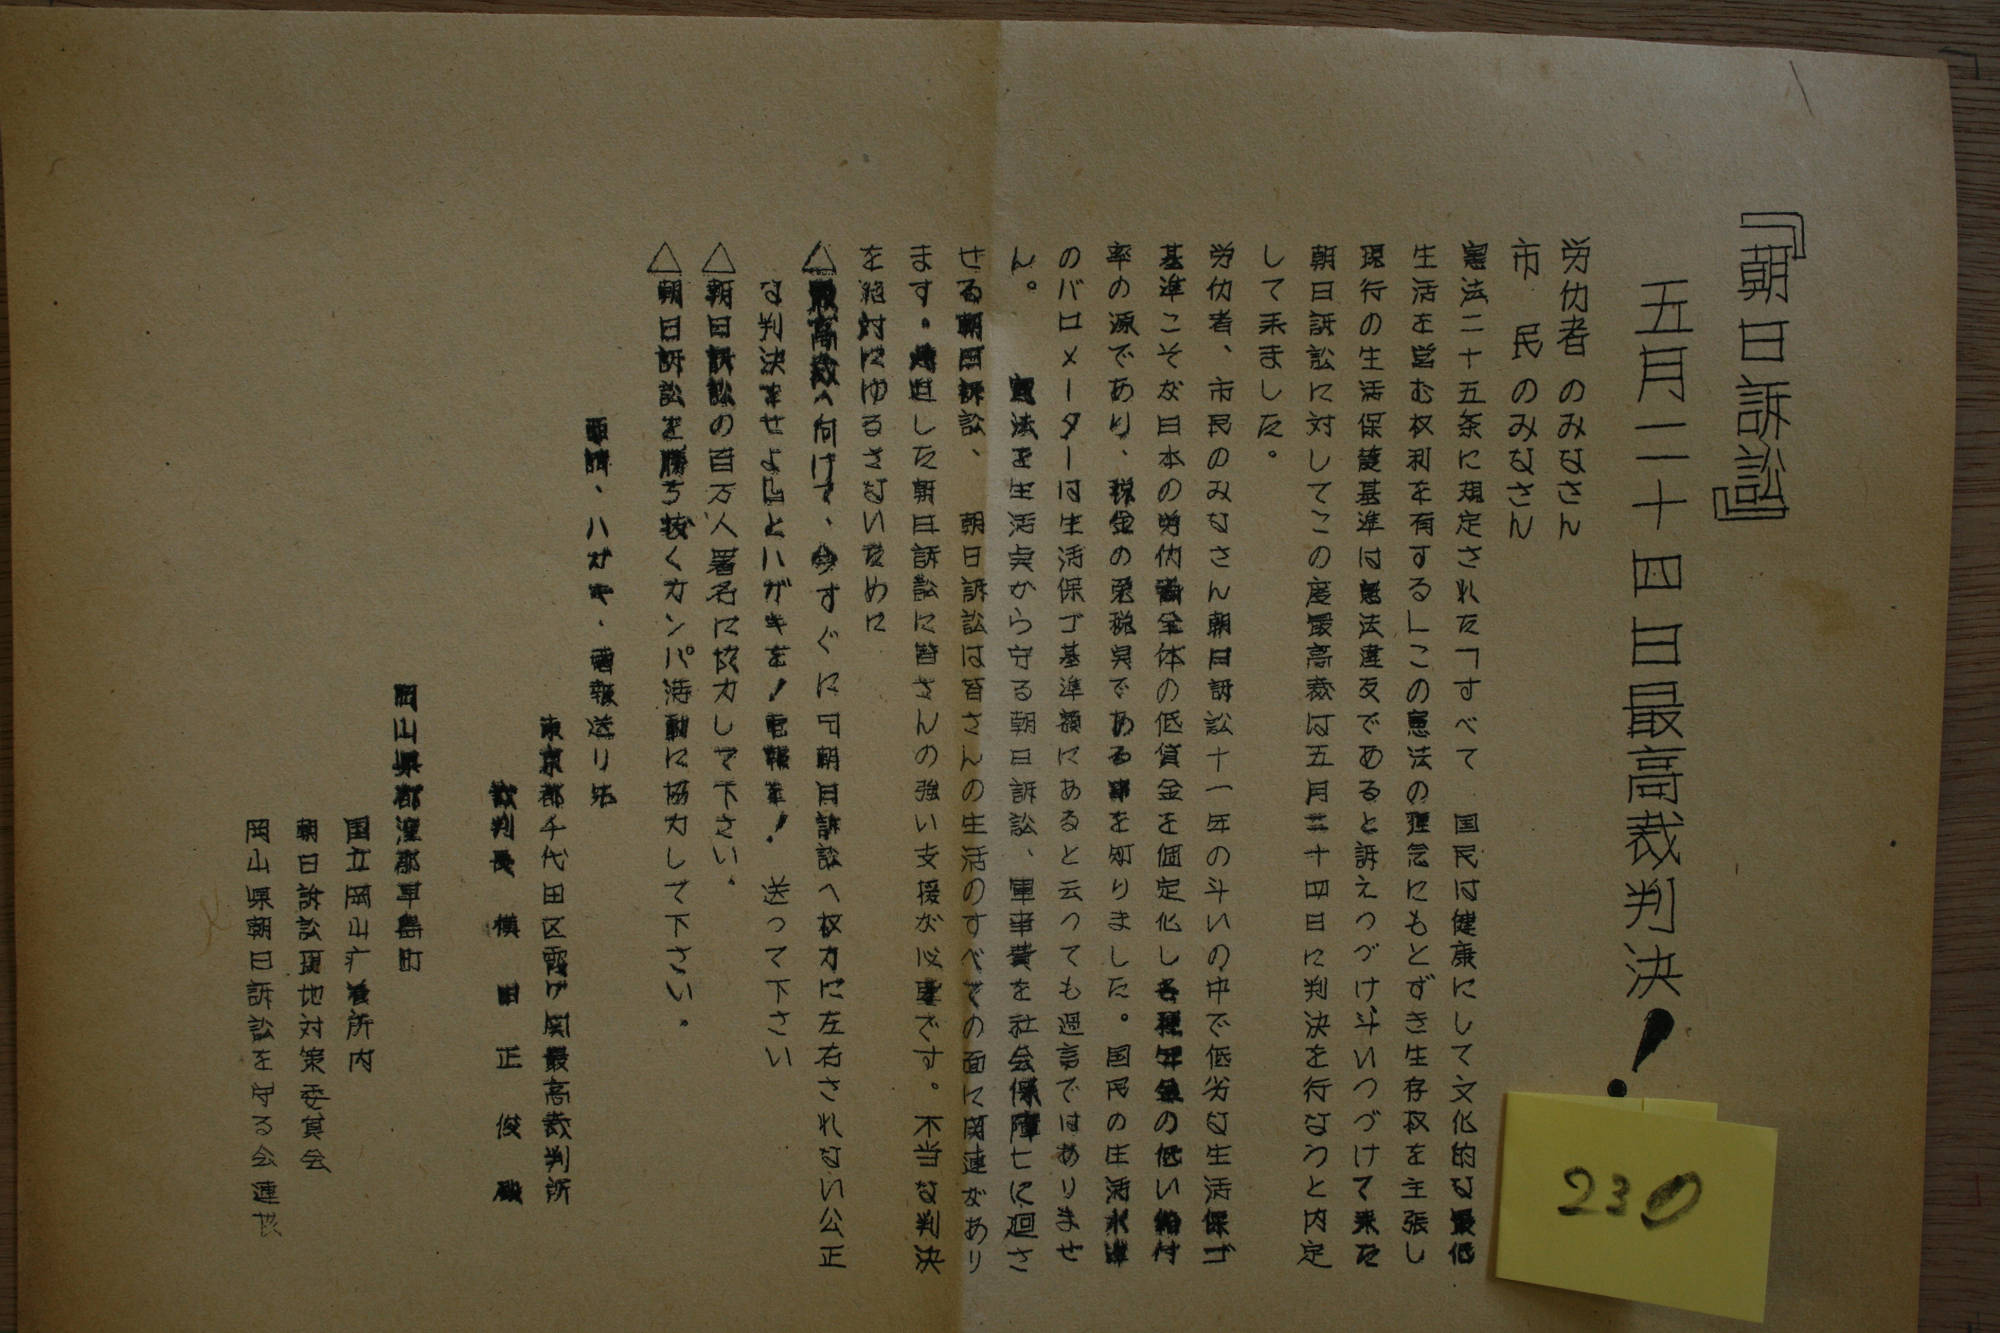 『朝日訴訟』
五月二十四日最高裁判決！
労仂者のみなさん
市　民のみなさん
憲法二十五条に規定された「すべて　国民は健康にして文化的な最低
生活を営む权利を有する」この憲法の理念にもとずき生存权を主張し
現行の生活保護基準は憲法違反であると訴えつづけ斗いつづけて来た
朝日訴訟に対してこの度最高裁は五月二十四日に判決を行なうと内定
して来ました。
労仂者、市民のみなさん朝日訴訟十一年の斗いの中で低劣な生活保ゴ
基準こそが日本の労仂者全体の低賃金を固定化し各種年金の低い給付
率の源であり、税金の免税点である事を知りました。国民の生活水準
のバロメーターは生活保ゴ基準額にあると云っても過言ではありませ
ん。　　憲法を生活点から守る朝日訴訟、軍事費を社会保障七に廻さ
せる朝日訴訟、　朝日訴訟は皆さんの生活のすべての面に関連があり
ます。した朝日訴訟に皆さんの強い支援が必要です。不当な判決
を絶対にゆるさないために
△最高裁へ向けて、今すぐに『朝日訴訟へ权力に左右されない公正
な判決をせよ』とハガキを！電報を！　送って下さい
△朝日訴訟の百万人署名に協力して下さい。
△朝日訴訟を勝ち抜くカンパ活動に協力して下さい。
要請、ハガキ、電報送り先
東京都千代田区霞ケ関最高裁判所
裁判長　横田正俊　殿
岡山県都窪郡早島町
国立岡山療養所内
朝日訴訟現地対策委員会
岡山県朝日訴訟を守る会連協
230